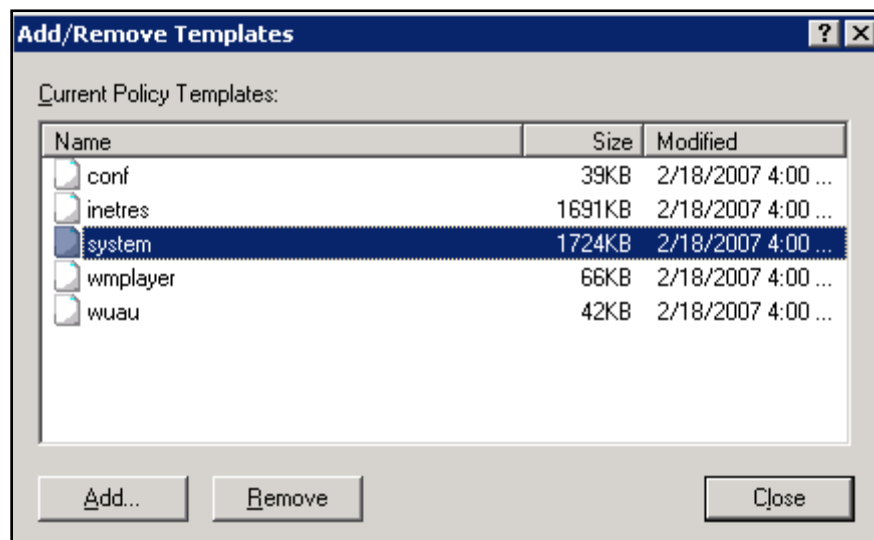 Add/Remove Templates
Current Policy Templates:
Name Size Modified
conf 39KB 2/18/2007 4:00 ...
inetres 1691KB 2/18/2007 4:00 ...
system 1724KB 2/18/2007 4:00 ...
wmplayer 66KB 2/18/2007 4:00 ...
wuau 42KB 2/18/2007 4:00 ...
Add... Remove Close